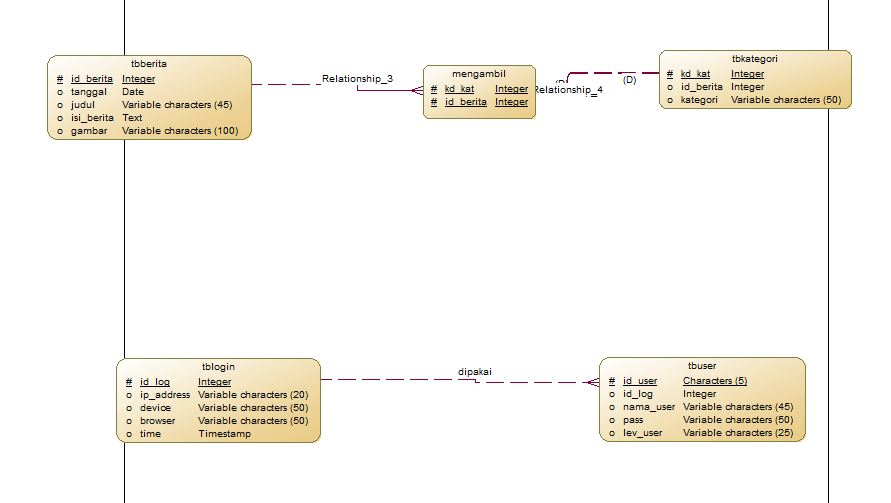 tbberita
# id_berita Integer
o tanggal Date
o judul Variable characters (45)
o isi_berita Text
o gambar Variable characters (100)
Relationship_3
mengambil
# kd_kat Integer
# id_berita Integer
Relationship_4
(D)
tbkategori
# kd_kat Integer
o id_berita Integer
o kategori Variable characters (50)
tblogin
# id_log Integer
o ip_address Variable characters (20)
o device Variable characters (50)
o browser Variable characters (50)
o time Timestamp
dipakai
tbuser
# id_user Characters (5)
o id_log Integer
o nama_user Variable characters (45)
o pass Variable characters (50)
o lev_user Variable characters (25)